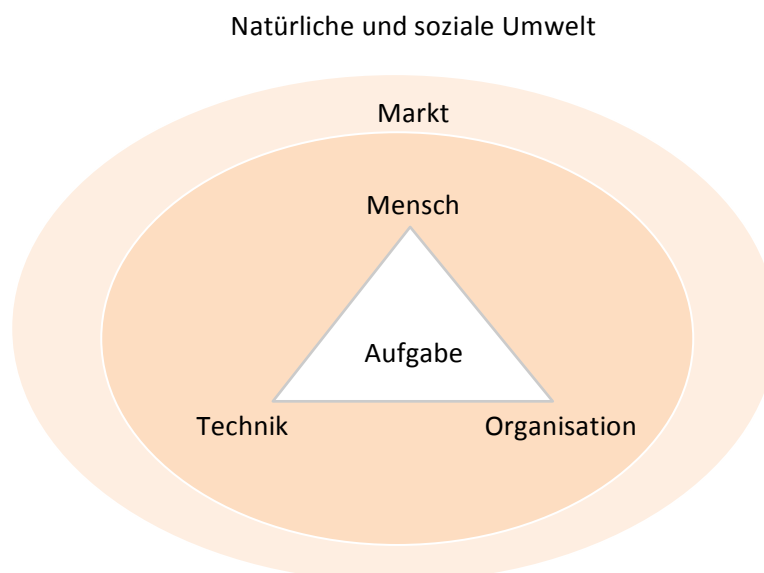 Natürliche und soziale Umwelt
Markt
Mensch
Aufgabe
Technik
Organisation